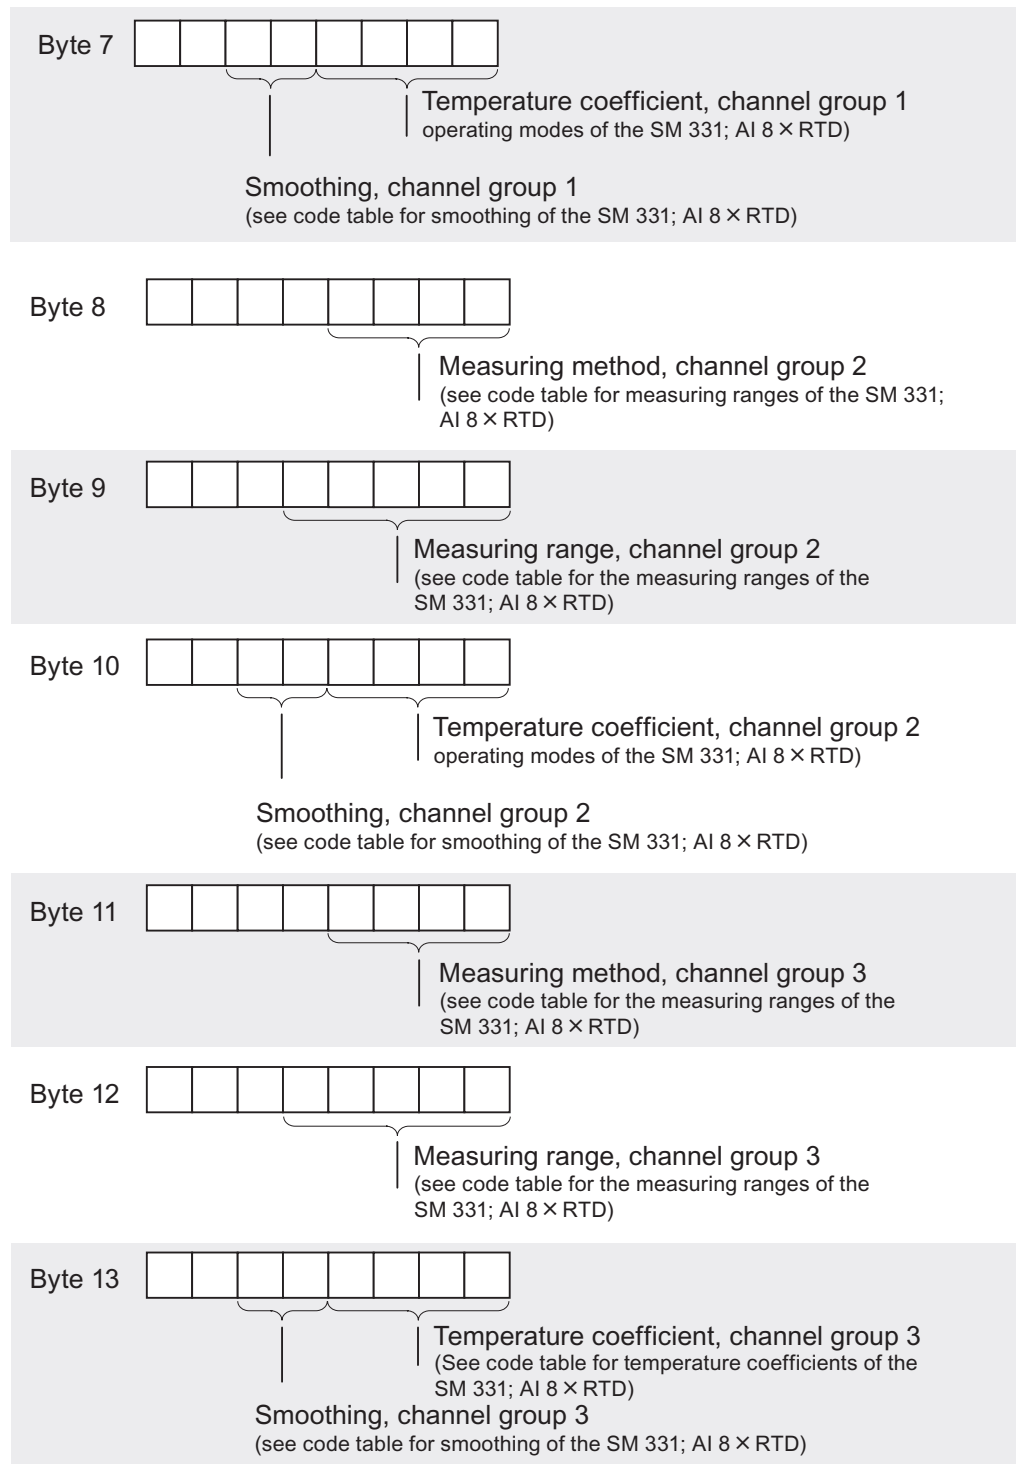 Byte 7
Temperature coefficient, channel group 1
operating modes of the SM 331; AI 8 × RTD)
Smoothing, channel group 1
(see code table for smoothing of the SM 331; AI 8 × RTD)
Byte 8
Measuring method, channel group 2
(see code table for measuring ranges of the SM 331;
AI 8 × RTD)
Byte 9
Measuring range, channel group 2
(see code table for the measuring ranges of the
SM 331; AI 8 × RTD)
Byte 10
Temperature coefficient, channel group 2
operating modes of the SM 331; AI 8 × RTD)
Smoothing, channel group 2
(see code table for smoothing of the SM 331; AI 8 × RTD)
Byte 11
Measuring method, channel group 3
(see code table for the measuring ranges of the
SM 331; AI 8 × RTD)
Byte 12
Measuring range, channel group 3
(see code table for the measuring ranges of the
SM 331; AI 8 × RTD)
Byte 13
Temperature coefficient, channel group 3
(See code table for temperature coefficients of the
SM 331; AI 8 × RTD)
Smoothing, channel group 3
(see code table for smoothing of the SM 331; AI 8 × RTD)